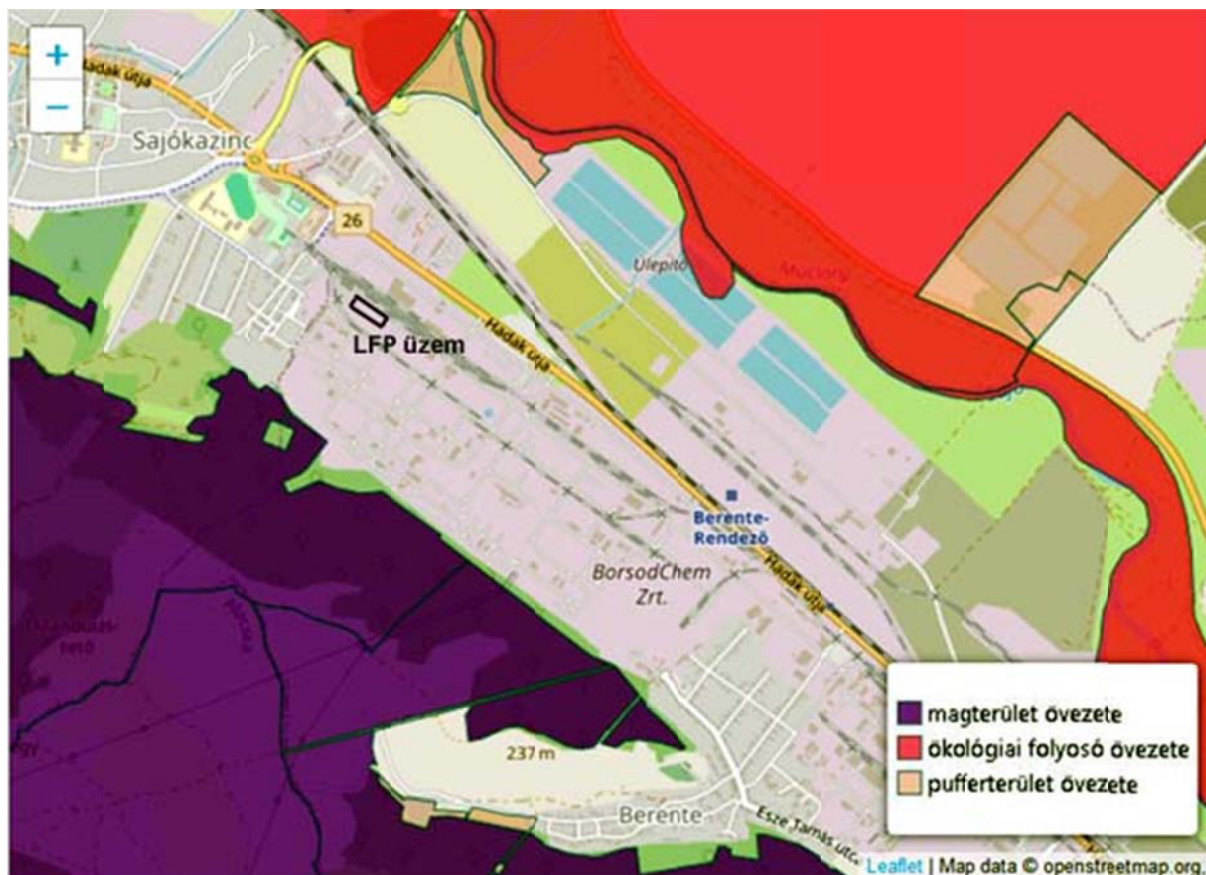 +
−
Hadak útja
Sajókazinc
26
Ülepítő
Hadak útja
LFP üzem
Berente-
Rendező
BorsodChem
Zrt.
Hadak útja
237 m
Berente
Esze Tamás utca
magterület övezete
ökológiai folyosó övezete
pufferterület övezete
Leaflet | Map data © openstreetmap.org.